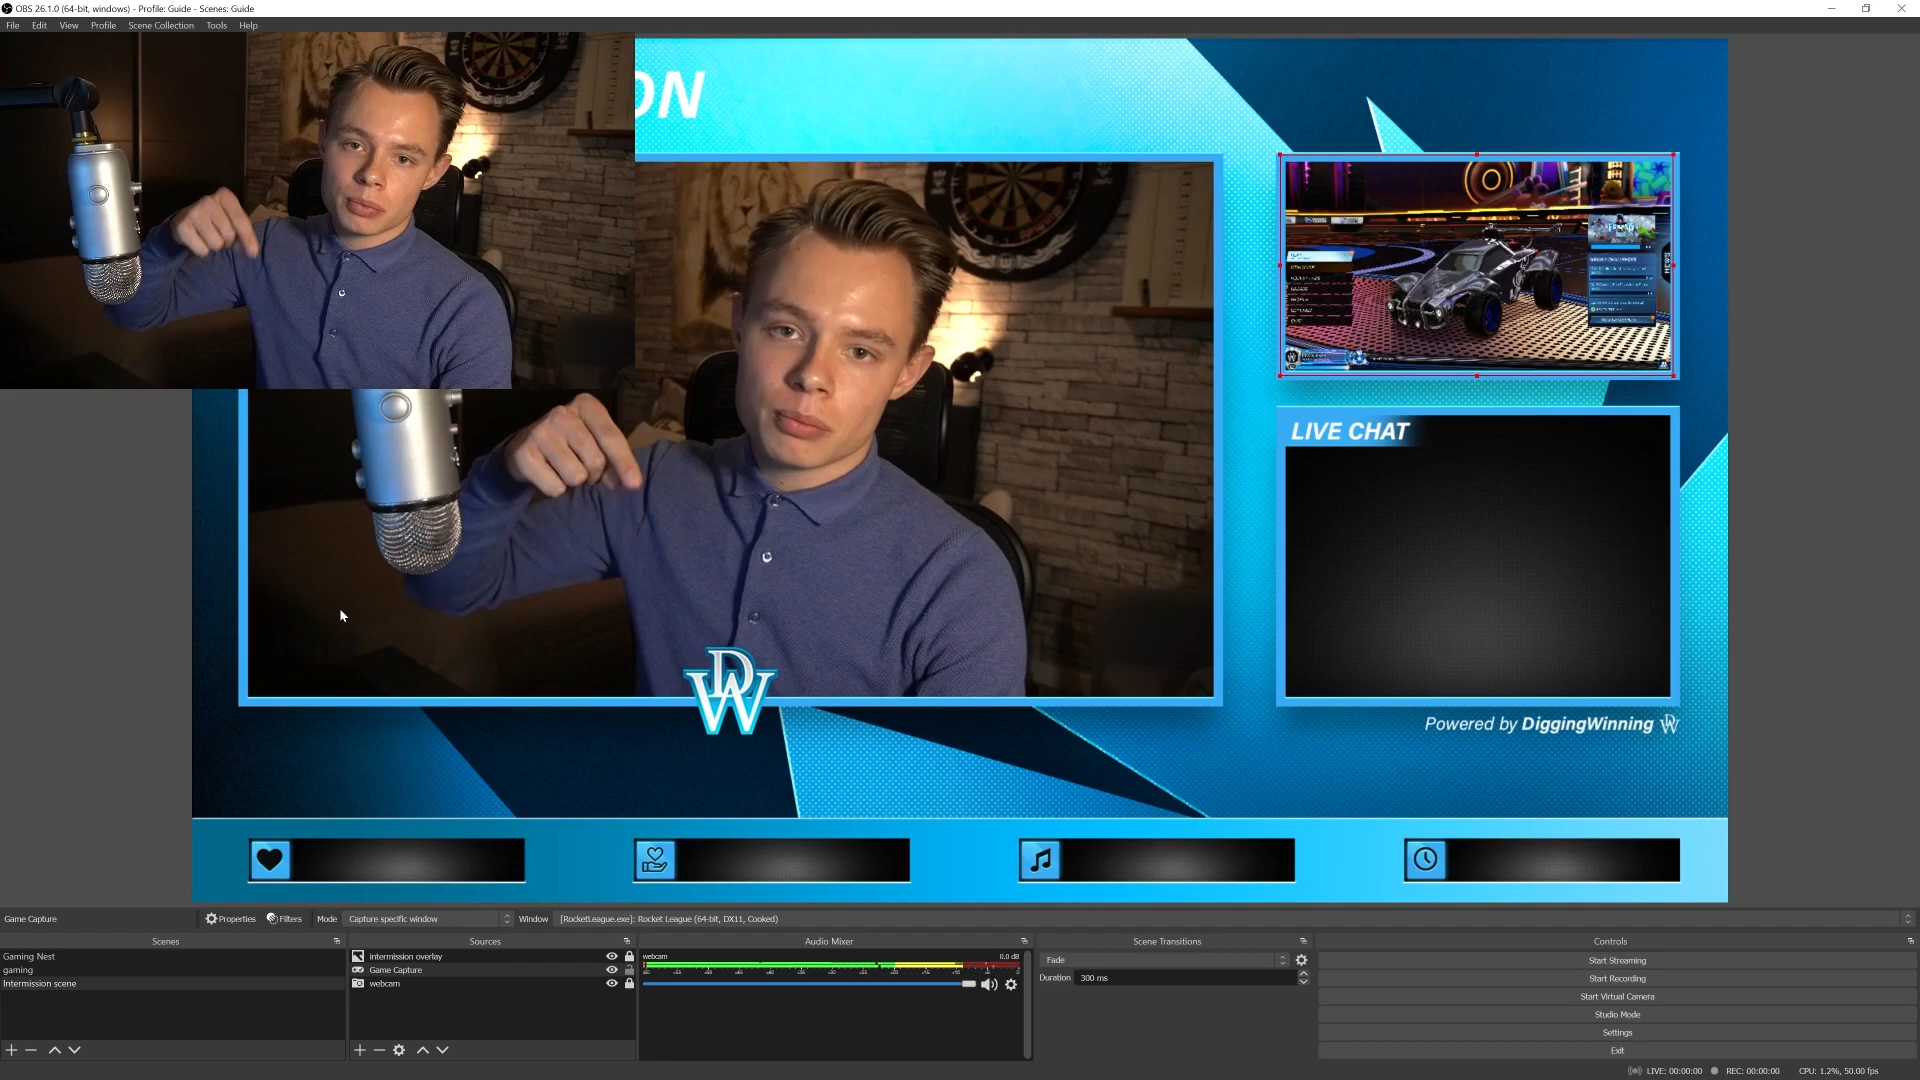 OBS 26.1.0 (64-bit, windows) - Profile: Guide - Scenes: Guide
File Edit View Profile Scene Collection Tools Help
ON
LIVE CHAT
DW
Powered by DiggingWinning DW
Game Capture Properties Filters Mode Capture specific window Window [RocketLeague.exe]: Rocket League (64-bit, DX11, Cooked)
Scenes Sources Audio Mixer Scene Transitions Controls
Gaming Nest
gaming
Intermission scene
intermission overlay
Game Capture
webcam
webcam 0.0 dB
Fade
Duration 300 ms
Start Streaming
Start Recording
Start Virtual Camera
Studio Mode
Settings
Exit
LIVE: 00:00:00 REC: 00:00:00 CPU: 1.2%, 50.00 fps